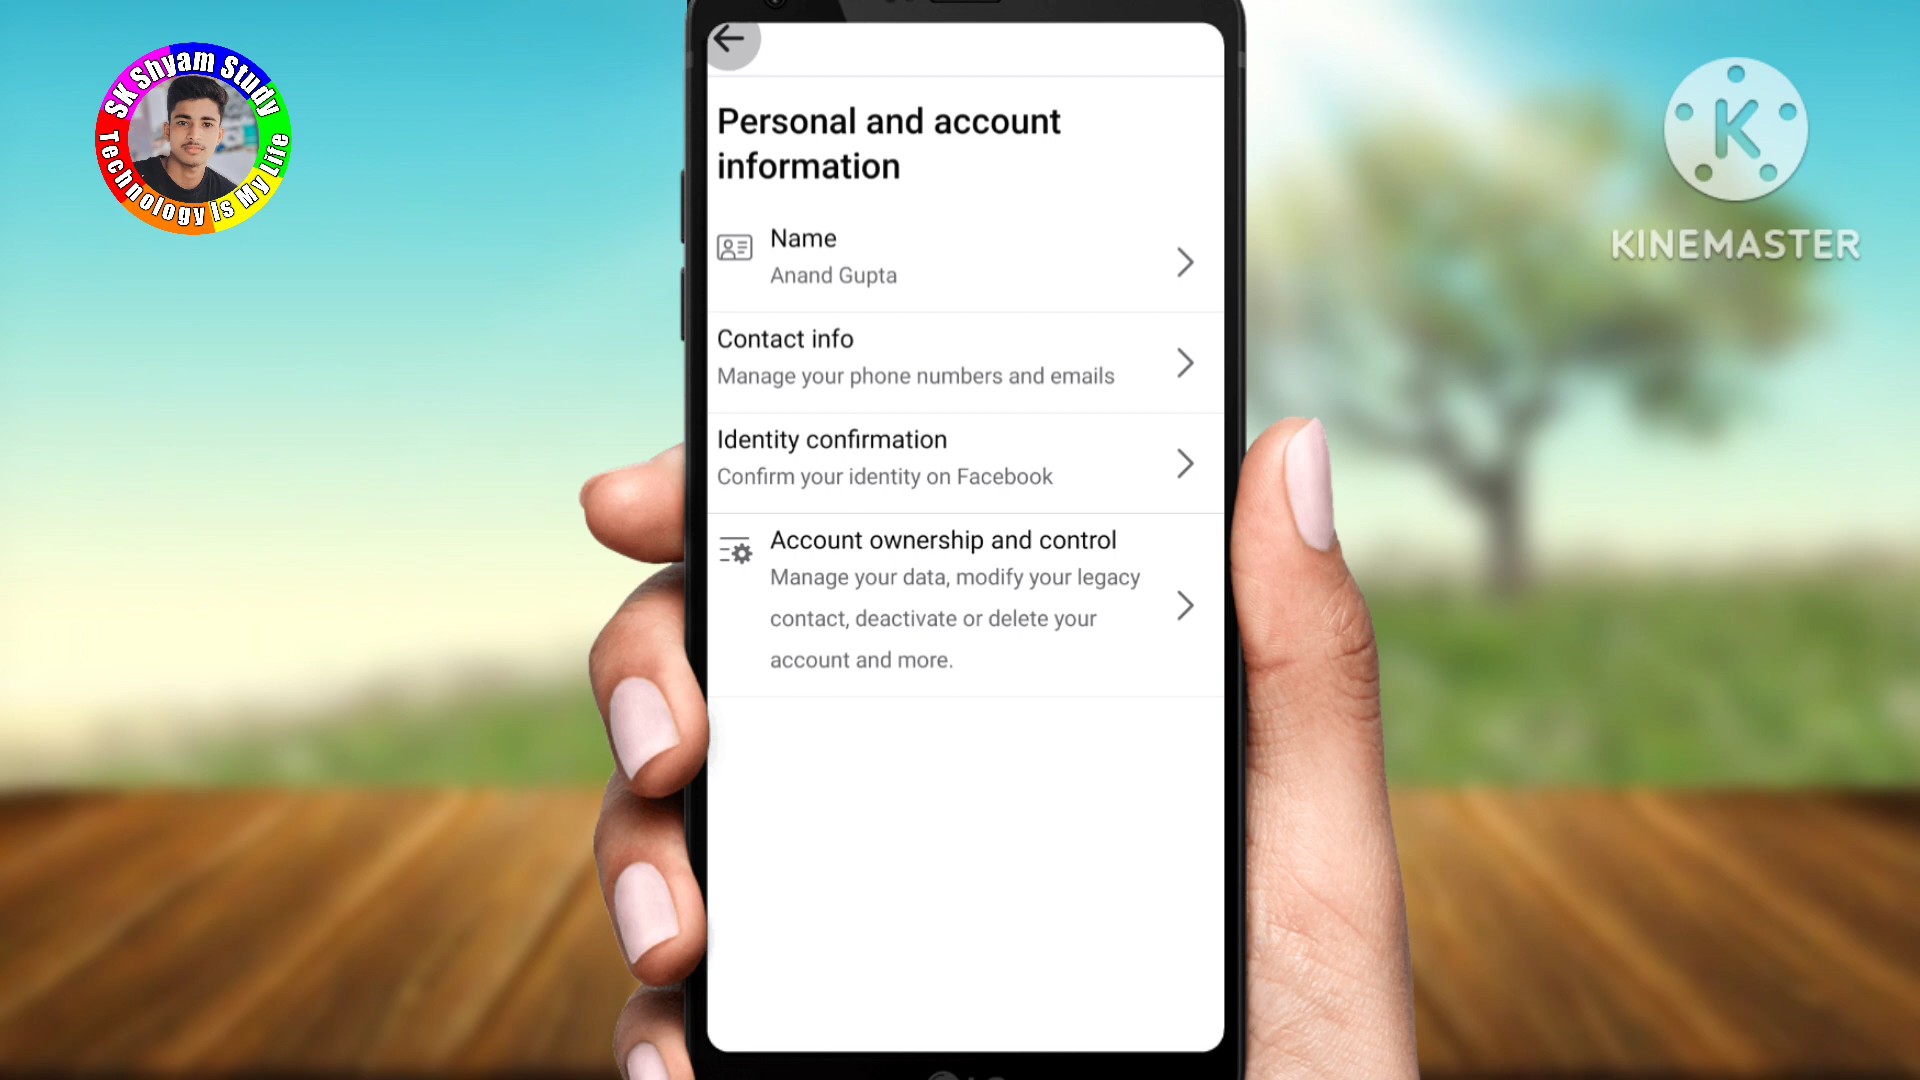 SK Shyam Study
Technology Is My Life
K
KINEMASTER
Personal and account
information
Name
Anand Gupta
Contact info
Manage your phone numbers and emails
Identity confirmation
Confirm your identity on Facebook
Account ownership and control
Manage your data, modify your legacy
contact, deactivate or delete your
account and more.